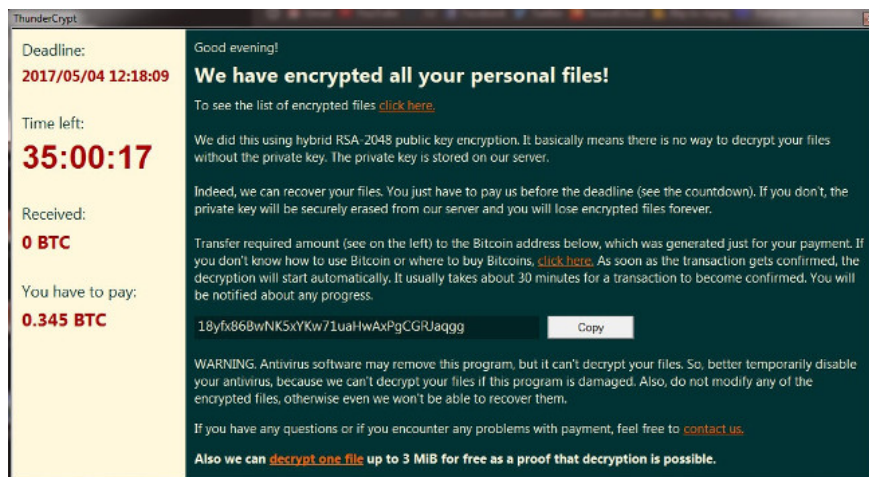 ThunderCrypt
Deadline:
2017/05/04 12:18:09
Time left:
35:00:17
Received:
0 BTC
You have to pay:
0.345 BTC
Good evening!
We have encrypted all your personal files!
To see the list of encrypted files click here.
We did this using hybrid RSA-2048 public key encryption. It basically means there is no way to decrypt your files
without the private key. The private key is stored on our server.
Indeed, we can recover your files. You just have to pay us before the deadline (see the countdown). If you don't, the
private key will be securely erased from our server and you will lose encrypted files forever.
Transfer required amount (see on the left) to the Bitcoin address below, which was generated just for your payment. If
you don't know how to use Bitcoin or where to buy Bitcoins, click here. As soon as the transaction gets confirmed, the
decryption will start automatically. It usually takes about 30 minutes for a transaction to become confirmed. You will
be notified about any progress.
18yfx86BwNK5xYKw71uaHwAxPgCGRJaqgg
Copy
WARNING. Antivirus software may remove this program, but it can't decrypt your files. So, better temporarily disable
your antivirus, because we can't decrypt your files if this program is damaged. Also, do not modify any of the
encrypted files, otherwise even we won't be able to recover them.
If you have any questions or if you encounter any problems with payment, feel free to contact us.
Also we can decrypt one file up to 3 MiB for free as a proof that decryption is possible.